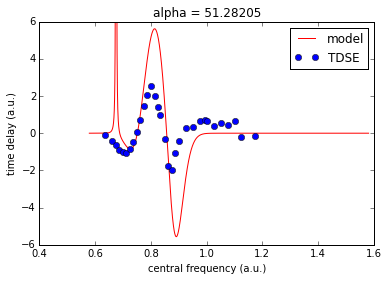 alpha = 51.28205
6
4
2
0
−2
−4
−6
time delay (a.u.)
model
TDSE
0.4 0.6 0.8 1.0 1.2 1.4 1.6
central frequency (a.u.)